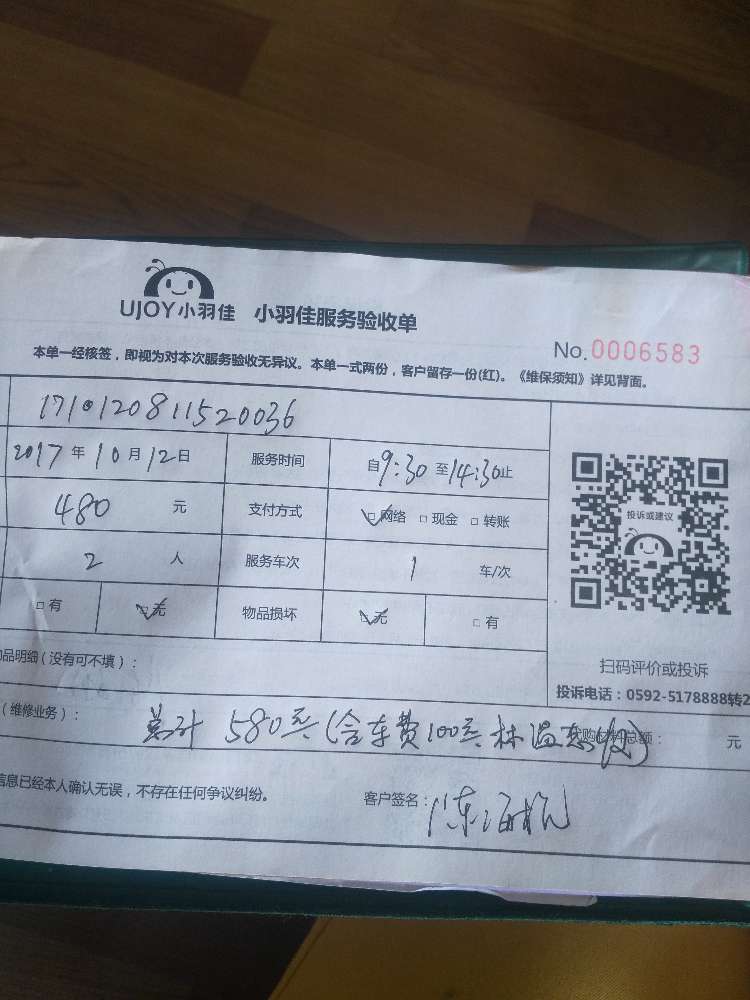 UJOY小羽佳 小羽佳服务验收单
No.0006583
本单一经核签,即视为对本次服务验收无异议。本单一式两份,客户留存一份(红)。《维保须知》详见背面。
171012081152 0036
2017年10月12日 服务时间 自9:30至14:30止
480 元 支付方式 □网络 □现金 □转账
投诉或建议
2 人 服务车次 1 车/次
□有 □无 物品损坏 □无 □有
品明细(没有可不填):
扫码评价或投诉
投诉电话:0592-5178888转2
(维修业务): 总计 580元(含车费100元 林温 收) 总额: 元
信息已经本人确认无误,不存在任何争议纠纷。 客户签名:陈海